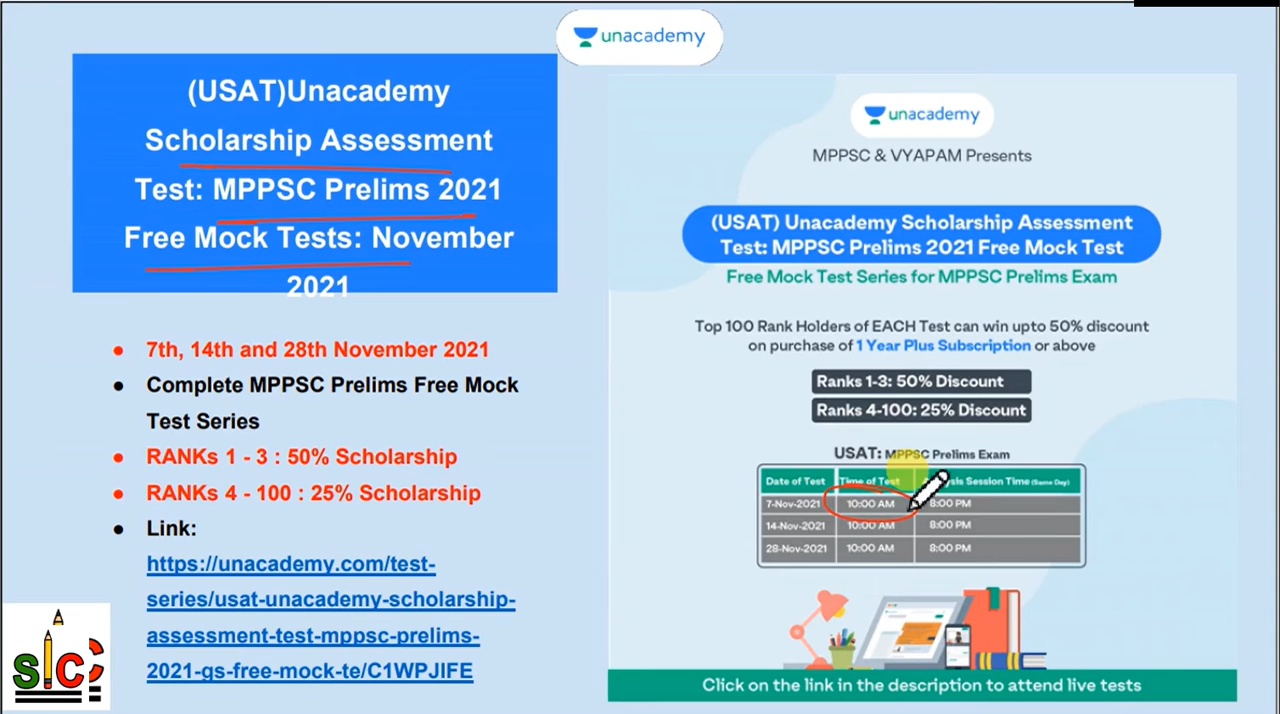 unacademy
(USAT)Unacademy
Scholarship Assessment
Test: MPPSC Prelims 2021
Free Mock Tests: November
2021
7th, 14th and 28th November 2021
Complete MPPSC Prelims Free Mock
Test Series
RANKs 1 - 3 : 50% Scholarship
RANKs 4 - 100 : 25% Scholarship
Link:
https://unacademy.com/test-
series/usat-unacademy-scholarship-
assessment-test-mppsc-prelims-
2021-gs-free-mock-te/C1WPJIFE
SICC
unacademy
MPPSC & VYAPAM Presents
(USAT) Unacademy Scholarship Assessment
Test: MPPSC Prelims 2021 Free Mock Test
Free Mock Test Series for MPPSC Prelims Exam
Top 100 Rank Holders of EACH Test can win upto 50% discount
on purchase of 1 Year Plus Subscription or above
Ranks 1-3: 50% Discount
Ranks 4-100: 25% Discount
USAT: MPPSC Prelims Exam
Date of Test Time of Test Session Time (Same Day)
7-Nov-2021 10:00 AM 8:00 PM
14-Nov-2021 10:00 AM 8:00 PM
28-Nov-2021 10:00 AM 8:00 PM
Click on the link in the description to attend live tests